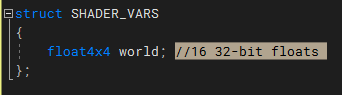 struct SHADER_VARS
{
float4x4 world; //16 32-bit floats
};